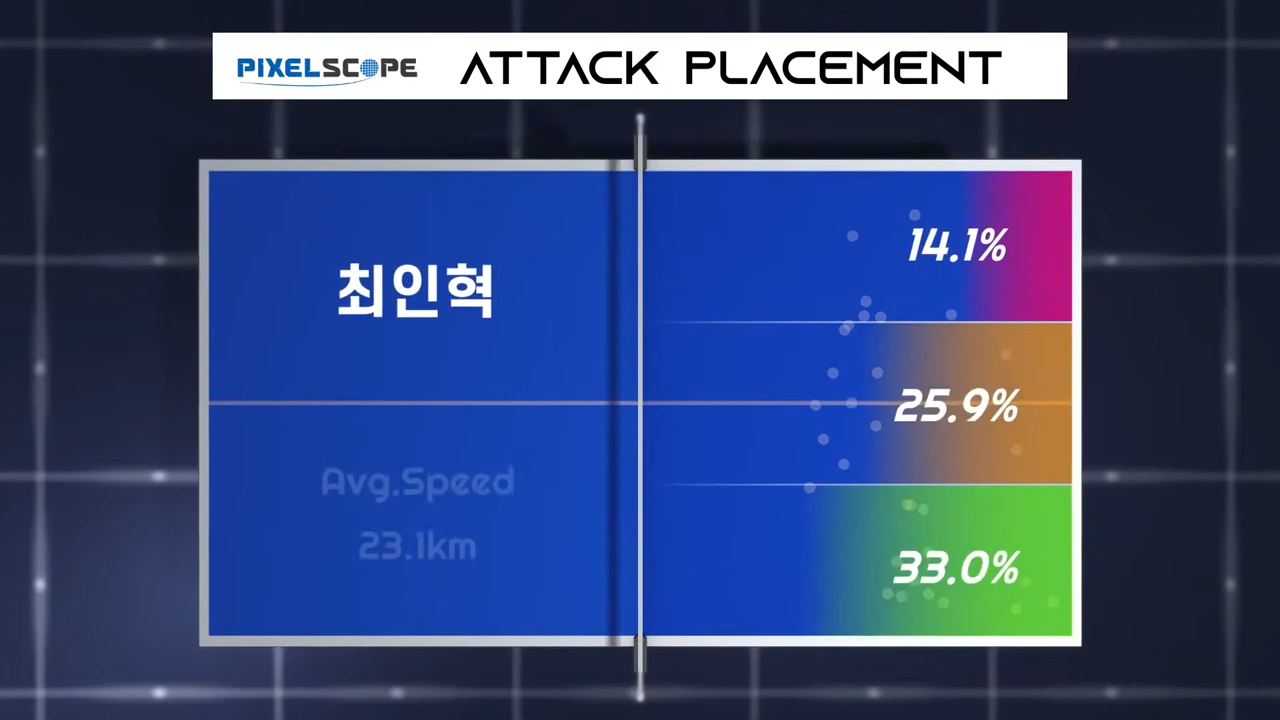 PIXELSCOPE ATTACK PLACEMENT
최인혁
Avg.Speed
23.1km
14.1%
25.9%
33.0%